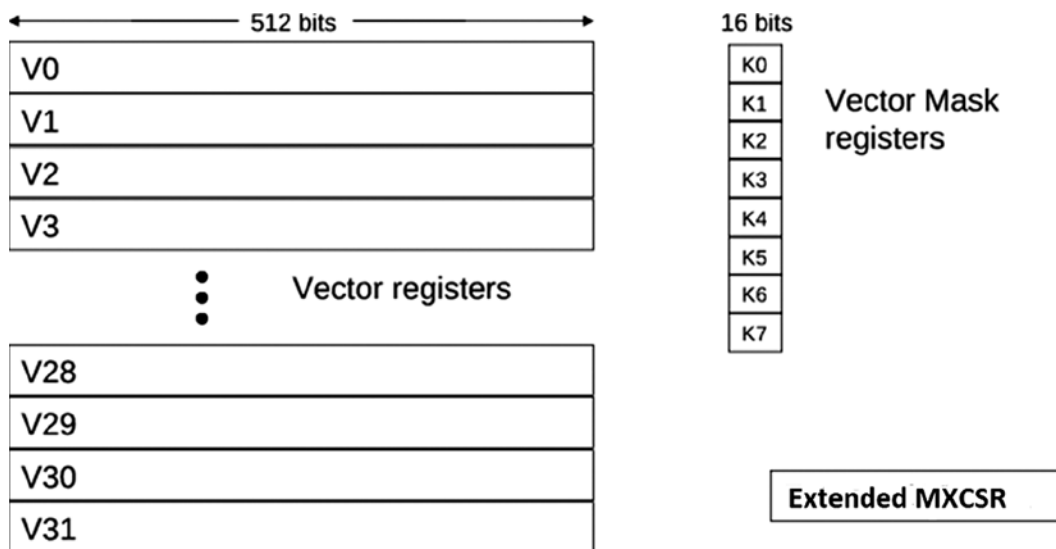 512 bits
V0
V1
V2
V3
Vector registers
V28
V29
V30
V31
16 bits
K0
K1
K2
K3
K4
K5
K6
K7
Vector Mask
registers
Extended MXCSR